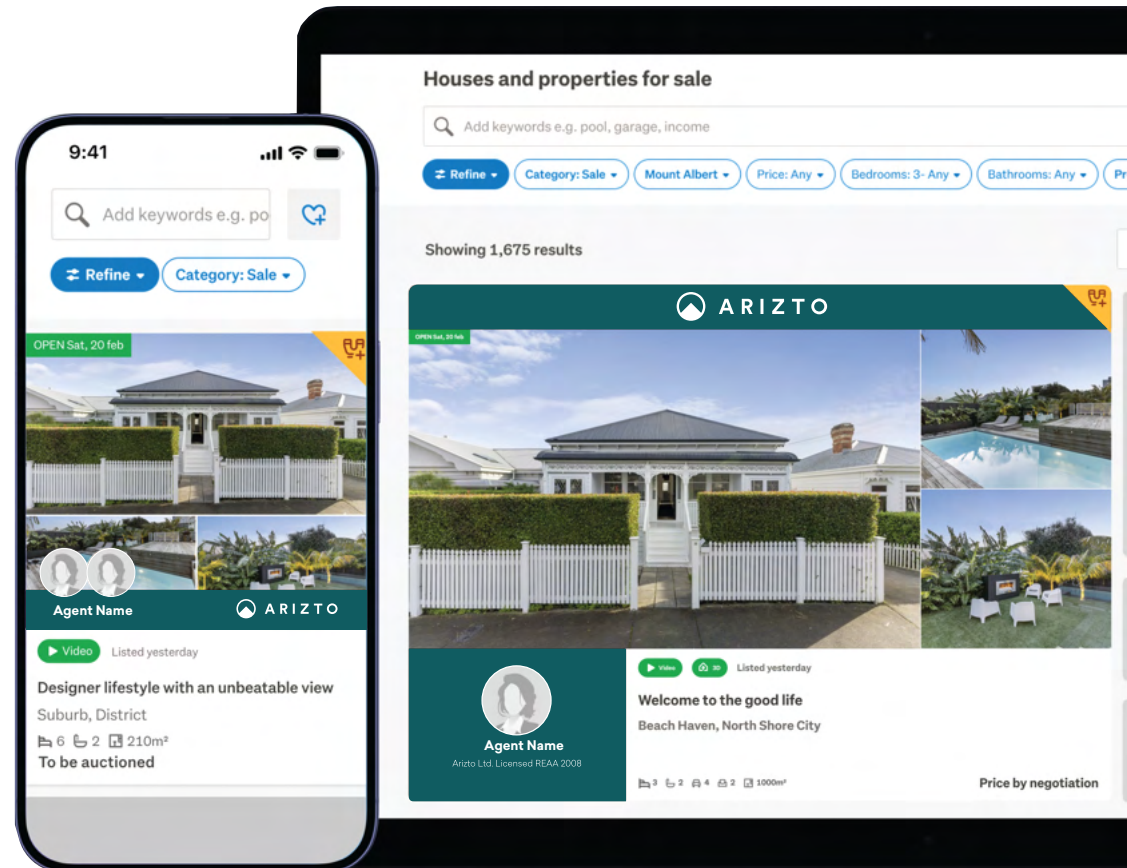 9:41
Add keywords e.g. po
Refine
Category: Sale
OPEN Sat, 20 feb
Agent Name
ARIZTO
Video
Listed yesterday
Designer lifestyle with an unbeatable view
Suburb, District
6 2 210m²
To be auctioned
Houses and properties for sale
Add keywords e.g. pool, garage, income
Refine
Category: Sale
Mount Albert
Price: Any
Bedrooms: 3- Any
Bathrooms: Any
Pr
Showing 1,675 results
ARIZTO
OPEN Sat, 20 feb
Agent Name
Arizto Ltd. Licensed REAA 2008
Video
3D
Listed yesterday
Welcome to the good life
Beach Haven, North Shore City
3 2 4 2 1000m²
Price by negotiation